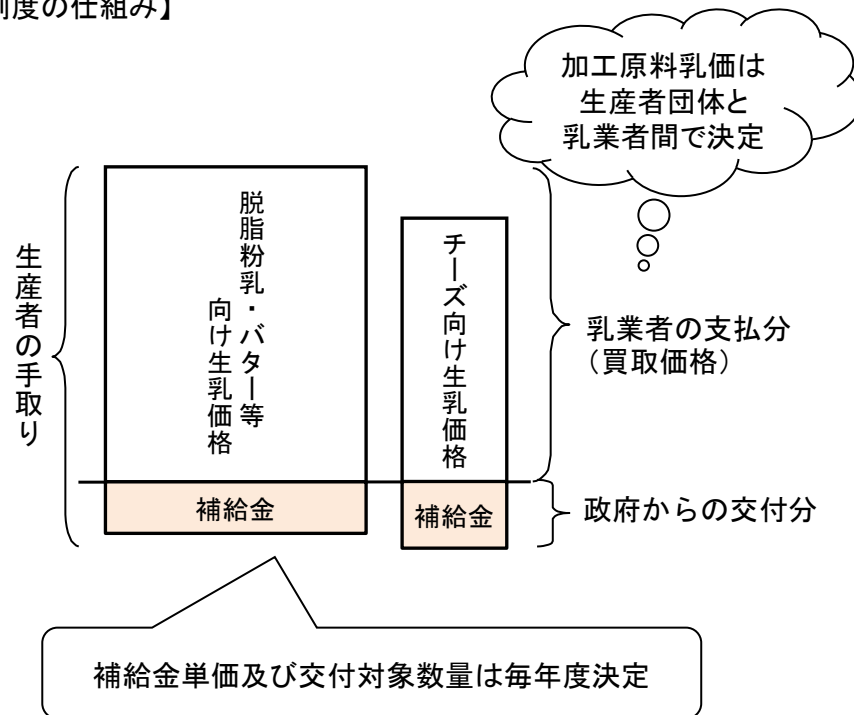 制度の仕組み】
加工原料乳価は
生産者団体と
乳業者間で決定
生産者の手取り
脱脂粉乳・バター等
向け生乳価格
チーズ向け生乳価格
乳業者の支払分
（買取価格）
補給金
補給金
政府からの交付分
補給金単価及び交付対象数量は毎年度決定